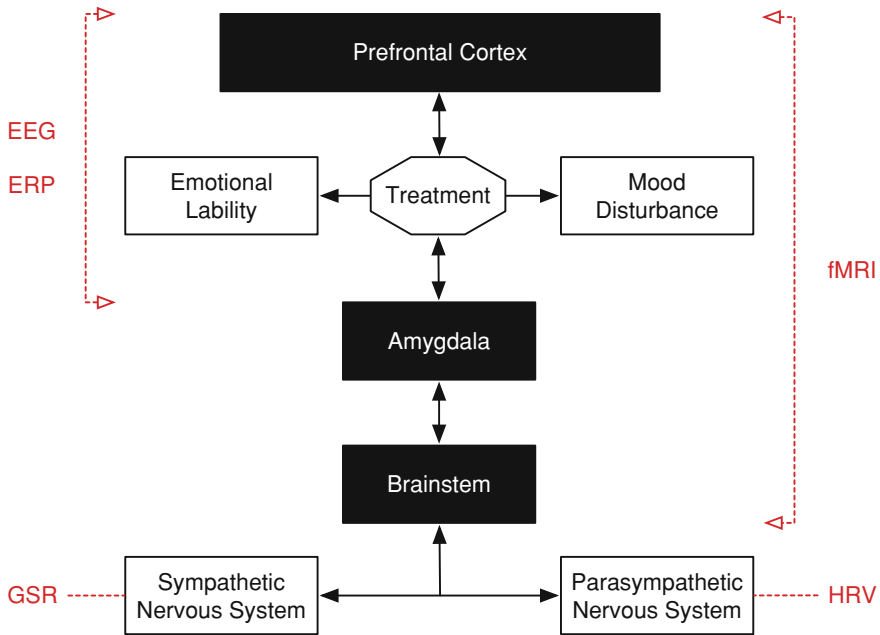 Prefrontal Cortex
EEG
ERP
Emotional
Lability
Treatment
Mood
Disturbance
fMRI
Amygdala
Brainstem
GSR
Sympathetic
Nervous System
Parasympathetic
Nervous System
HRV